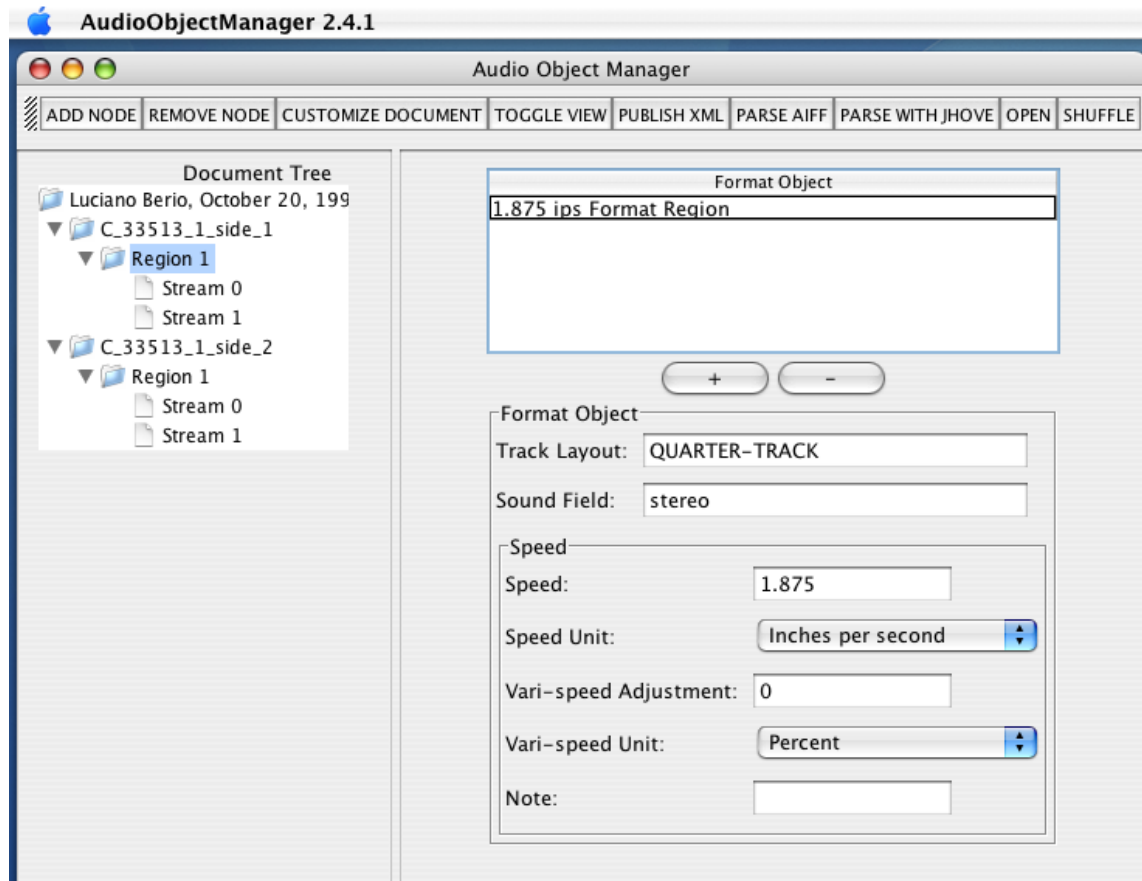 AudioObjectManager 2.4.1
Audio Object Manager
ADD NODE REMOVE NODE CUSTOMIZE DOCUMENT TOGGLE VIEW PUBLISH XML PARSE AIFF PARSE WITH JHOVE OPEN SHUFFLE
Document Tree
Luciano Berio, October 20, 199
C_33513_1_side_1
Region 1
Stream 0
Stream 1
C_33513_1_side_2
Region 1
Stream 0
Stream 1
Format Object
1.875 ips Format Region
+ -
Format Object
Track Layout: QUARTER-TRACK
Sound Field: stereo
Speed
Speed: 1.875
Speed Unit: Inches per second
Vari-speed Adjustment: 0
Vari-speed Unit: Percent
Note: